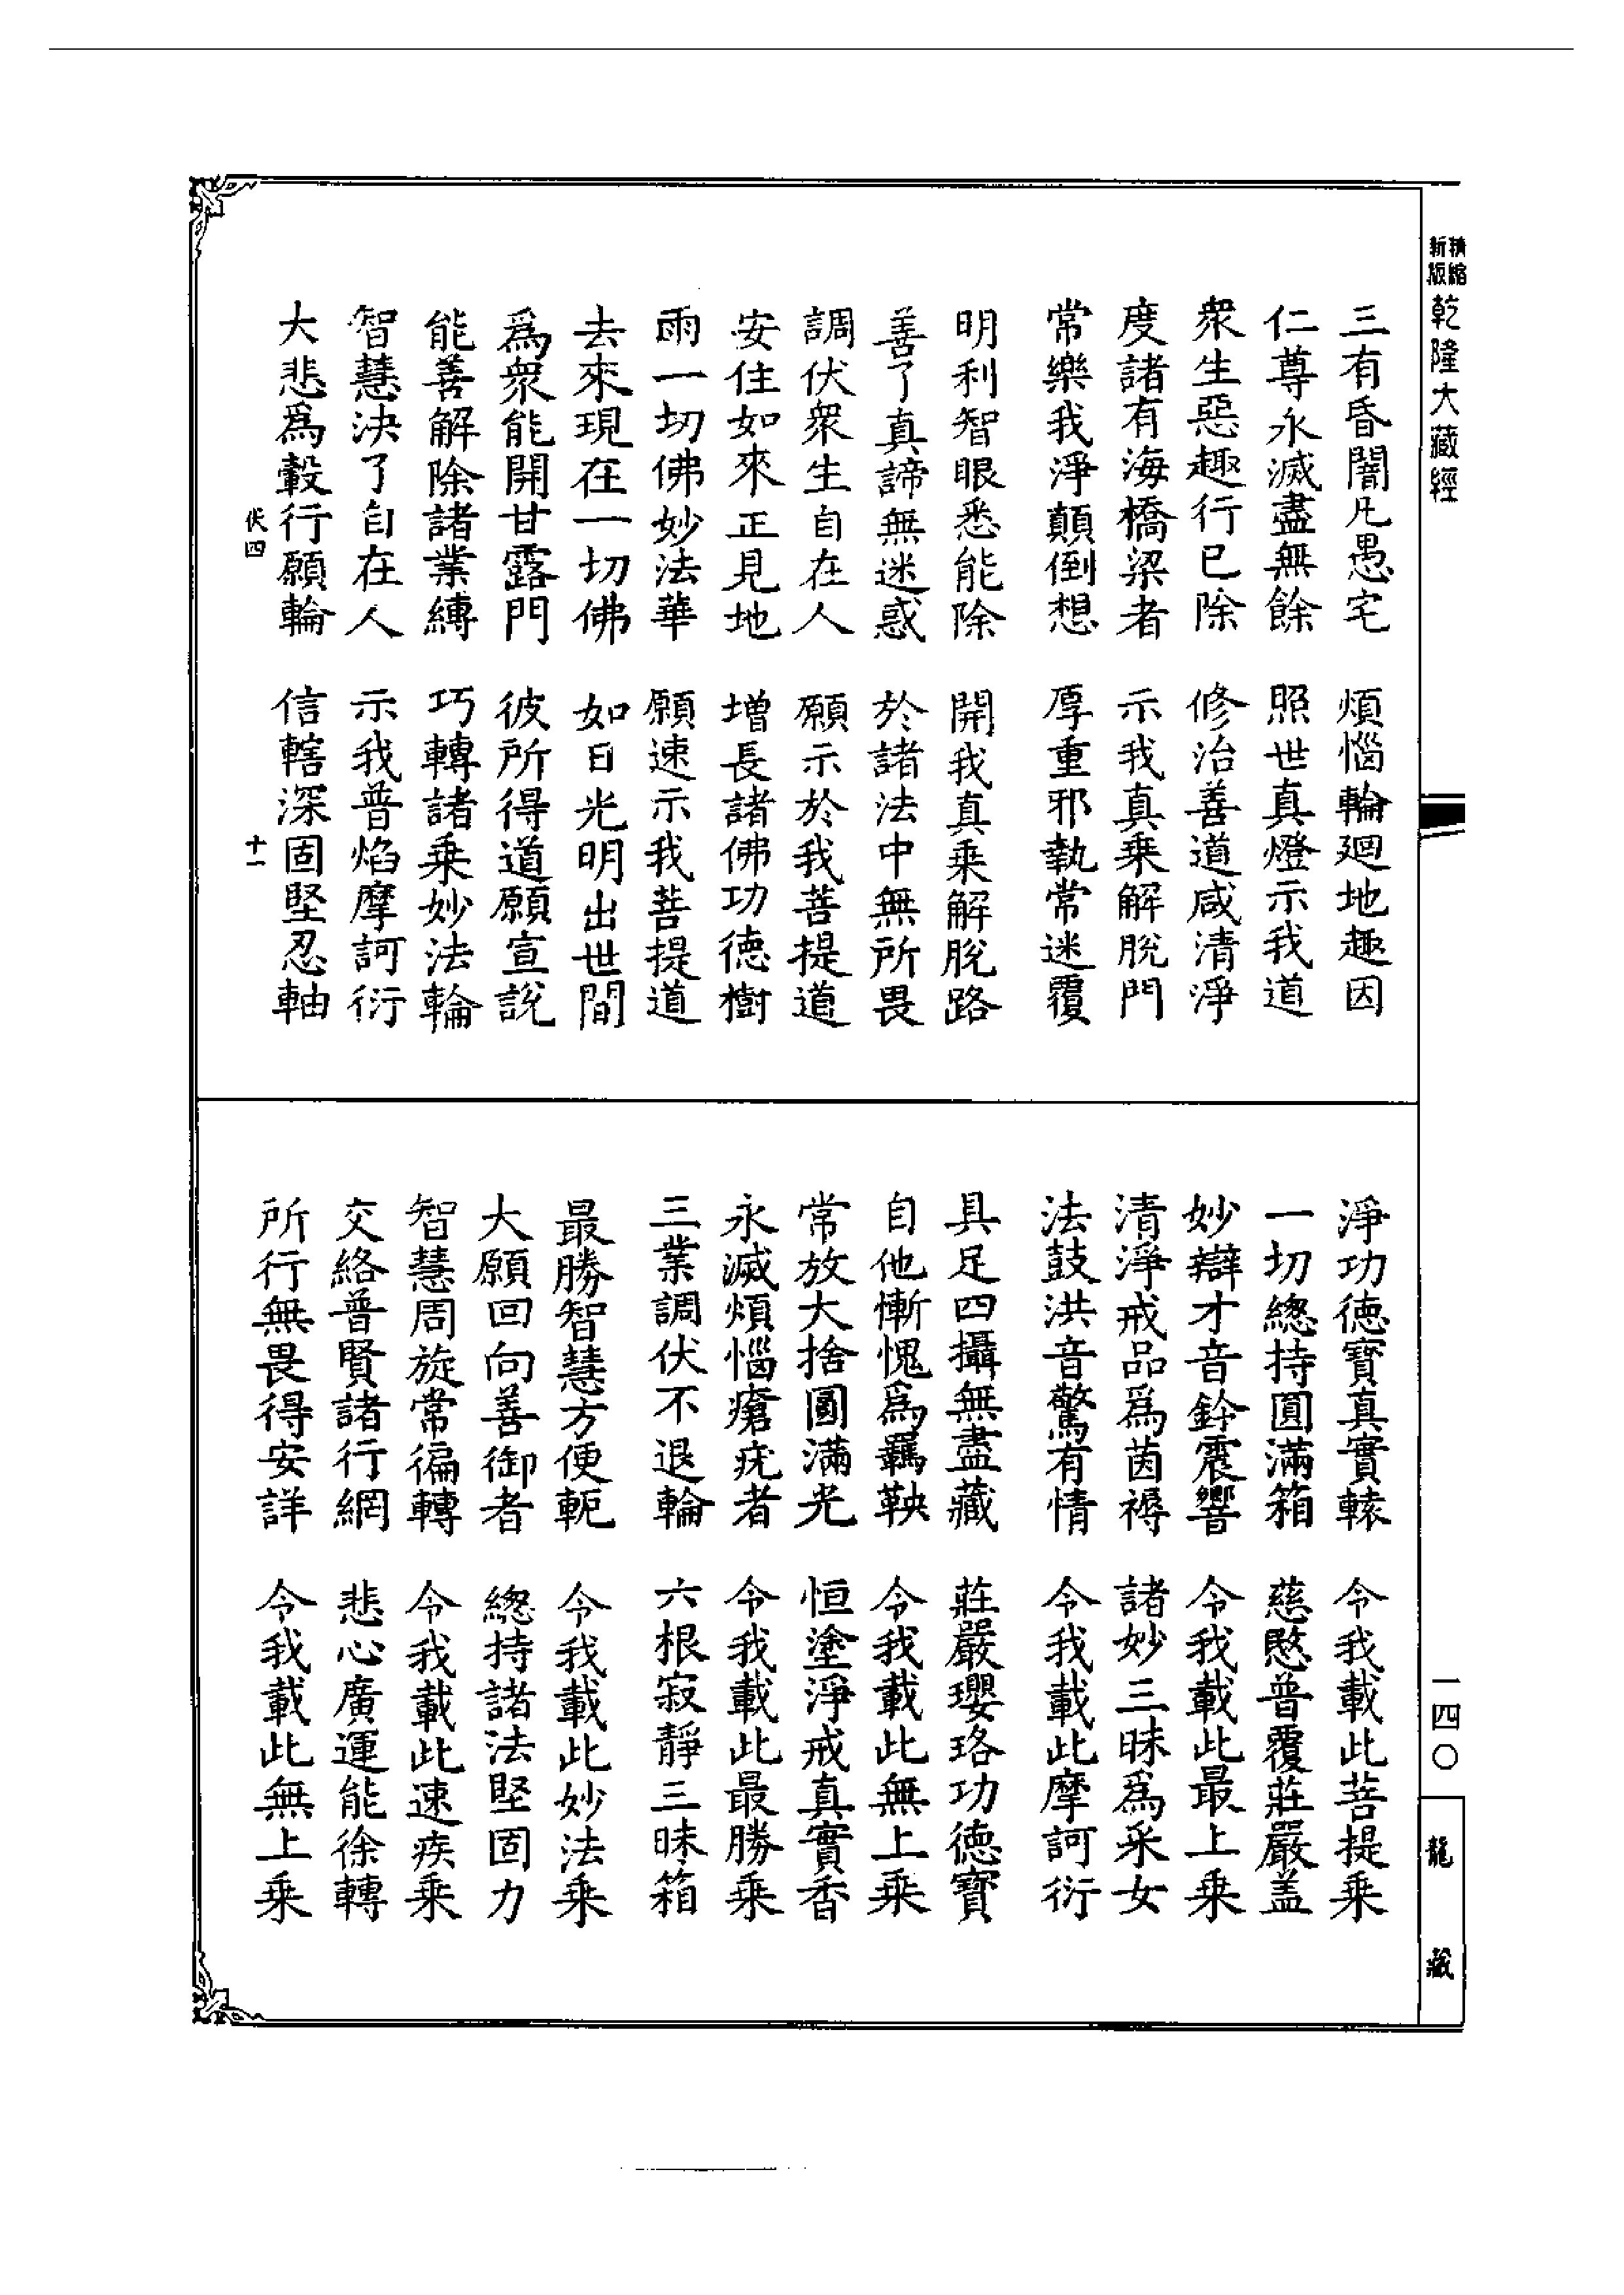 精縮新版乾隆大藏經
三有昏闇凡愚宅　煩惱輪迴地趣因
仁尊永滅盡無餘　照世真燈示我道
衆生惡趣行已除　修治善道咸清淨
度諸有海橋梁者　示我真乘解脫門
常樂我淨顛倒想　厚重邪執常迷覆
明利智眼悉能除　開我真乘解脫路
善了真諦無迷惑　於諸法中無所畏
調伏衆生自在人　願示於我菩提道
安住如來正見地　增長諸佛功德樹
雨一切佛妙法華　願速示我菩提道
去來現在一切佛　如日光明出世間
爲衆能開甘露門　彼所得道願宣說
能善解除諸業縛　巧轉諸乘妙法輪
智慧決了自在人　示我普焰摩訶衍
大悲爲轂行願輪　信轄深固堅忍軸
伏四　十一
淨功德寶真實轅　令我載此菩提乘
一切總持圓滿箱　慈愍普覆莊嚴盖
妙辯才音鈴震響　令我載此最上乘
清淨戒品爲茵褥　諸妙三昧爲采女
法鼓洪音驚有情　令我載此摩訶衍
具足四攝無盡藏　莊嚴瓔珞功德寶
自他慚愧爲羈鞅　令我載此無上乘
常放大捨圓滿光　恒塗淨戒真實香
永滅煩惱瘡疣者　令我載此最勝乘
三業調伏不退輪　六根寂靜三昧箱
最勝智慧方便軛　令我載此妙法乘
大願回向善御者　總持諸法堅固力
智慧周旋常徧轉　令我載此速疾乘
交絡普賢諸行網　悲心廣運能徐轉
所行無畏得安詳　令我載此無上乘
一四〇
龍藏